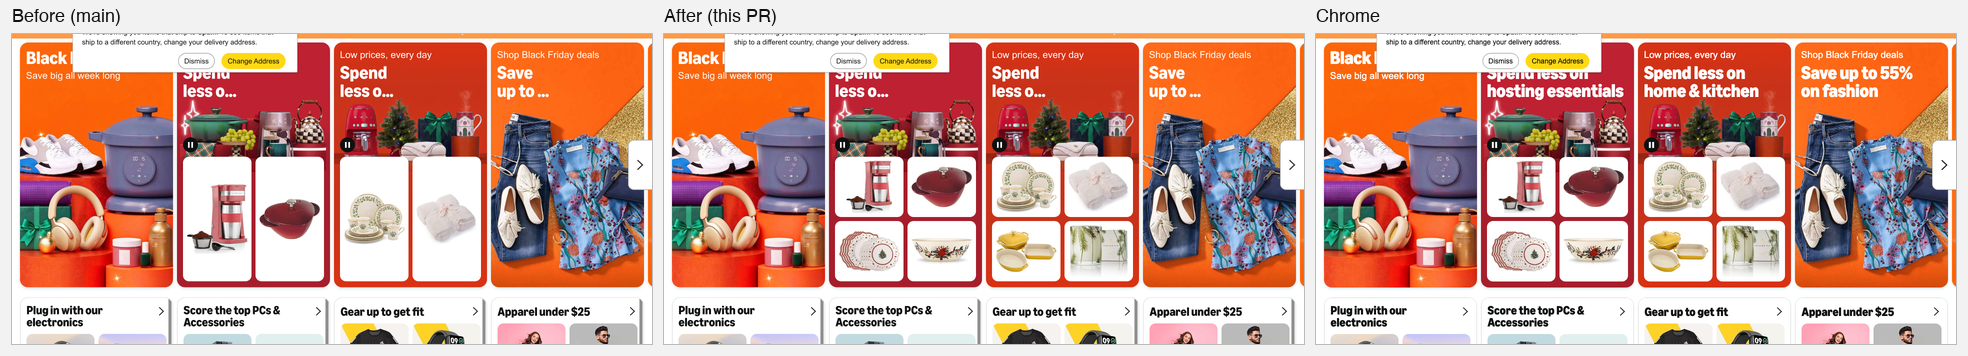 Before (main)
ship to a different country, change your delivery address.
Dismiss
Change Address
Black
Save big all week long
Spend
less o...
Low prices, every day
Spend
less o...
Shop Black Friday deals
Save
up to ...
Plug in with our
electronics
Score the top PCs &
Accessories
Gear up to get fit
Apparel under $25
After (this PR)
ship to a different country, change your delivery address.
Dismiss
Change Address
Black
Save big all week long
Spend
less o...
Low prices, every day
Spend
less o...
Shop Black Friday deals
Save
up to ...
Plug in with our
electronics
Score the top PCs &
Accessories
Gear up to get fit
Apparel under $25
Chrome
ship to a different country, change your delivery address.
Dismiss
Change Address
Black
Save big all week long
Spend less on
hosting essentials
Low prices, every day
Spend less on
home & kitchen
Shop Black Friday deals
Save up to 55%
on fashion
Plug in with our
electronics
Score the top PCs &
Accessories
Gear up to get fit
Apparel under $25